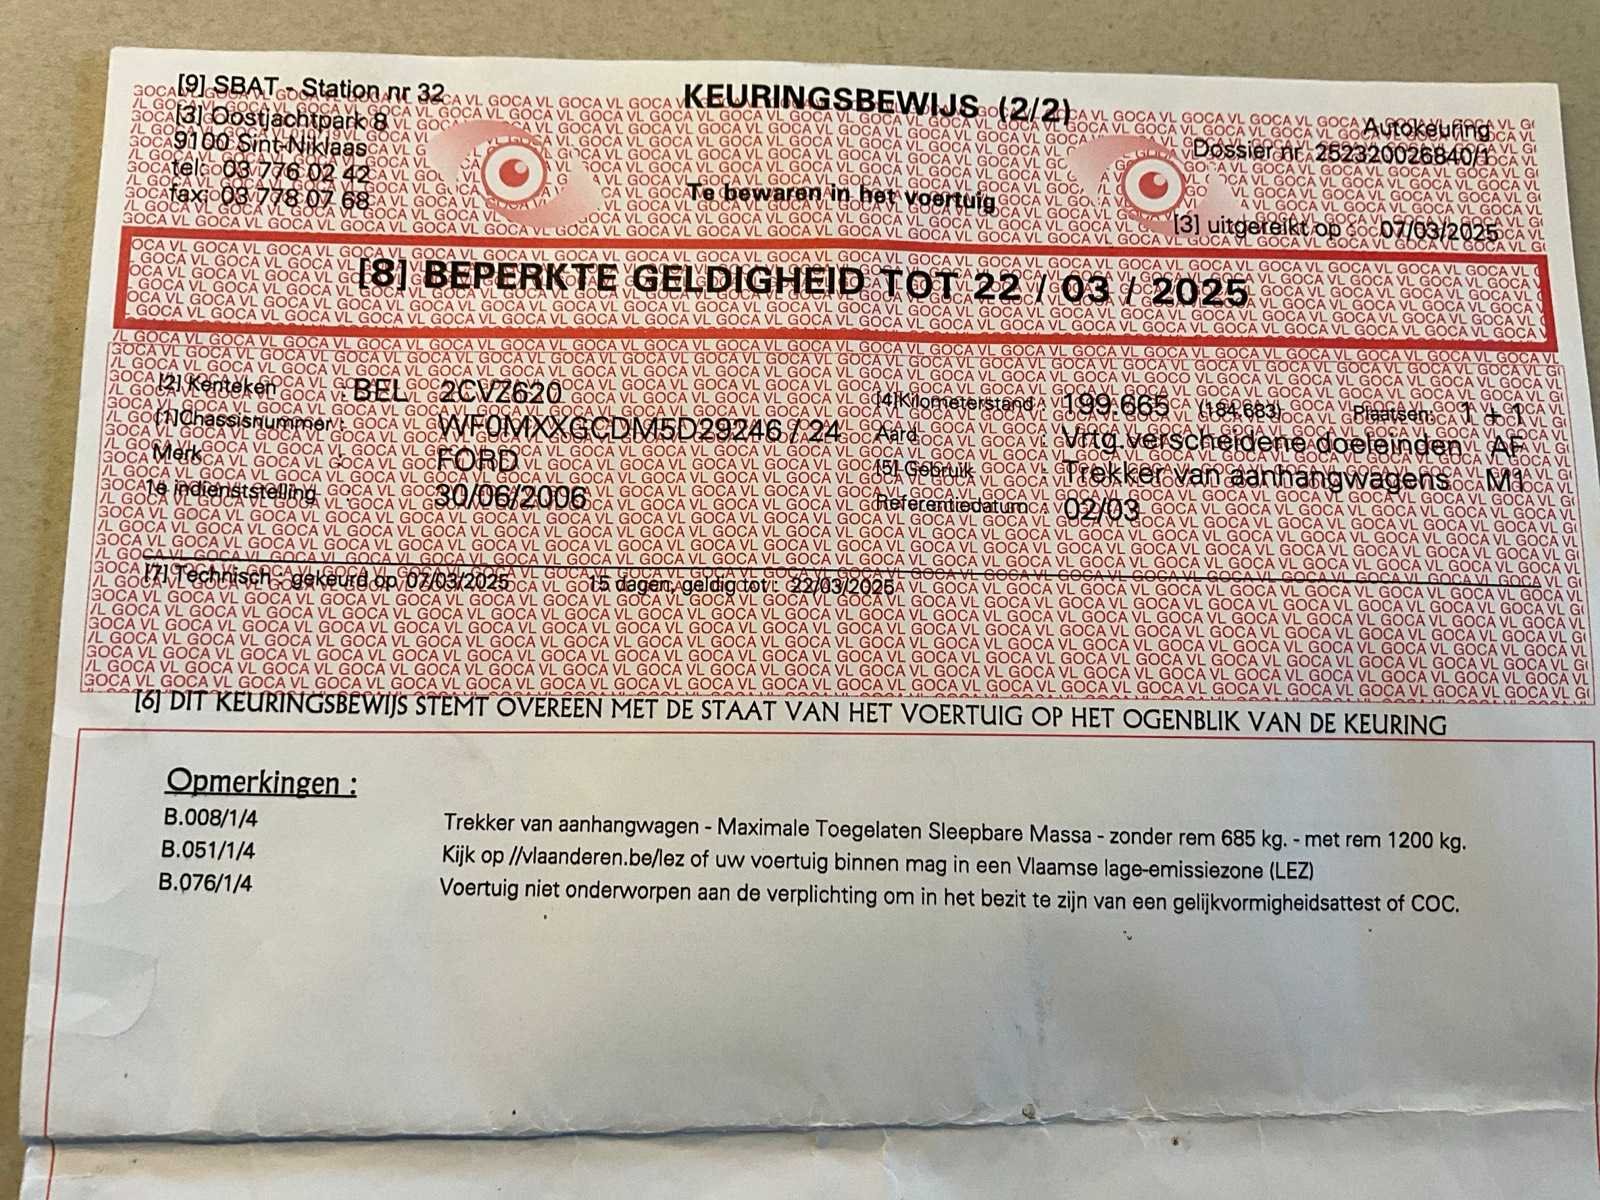 [9] SBAT - Station nr 32
[3] Oostjachtpark 8
9100 Sint-Niklaas
tel: 03 776 02 42
fax: 03 778 07 68
KEURINGSBEWIJS (2/2)
Te bewaren in het voertuig
Autokeuring
Dossier nr. 252320026840/1
[3] uitgereikt op : 07/03/2025
[8] BEPERKTE GELDIGHEID TOT 22 / 03 / 2025
[2] Kenteken : BEL 2CVZ620
[1] Chassisnummer : WF0MXXGCDM5D29246 / 24
Merk : FORD
1e indienststelling 30/06/2006
[4] Kilometerstand : 199.665 (184.683) Plaatsen: 1 + 1
Aard : Vrtg.verscheidene doeleinden AF
[5] Gebruik : Trekker van aanhangwagens M1
Referentiedatum : 02/03
[7] Technisch : gekeurd op 07/03/2025 15 dagen, geldig tot : 22/03/2025
[6] DIT KEURINGSBEWIJS STEMT OVEREEN MET DE STAAT VAN HET VOERTUIG OP HET OGENBLIK VAN DE KEURING
Opmerkingen :
B.008/1/4 Trekker van aanhangwagen - Maximale Toegelaten Sleepbare Massa - zonder rem 685 kg. - met rem 1200 kg.
B.051/1/4 Kijk op //vlaanderen.be/lez of uw voertuig binnen mag in een Vlaamse lage-emissiezone (LEZ)
B.076/1/4 Voertuig niet onderworpen aan de verplichting om in het bezit te zijn van een gelijkvormigheidsattest of COC.